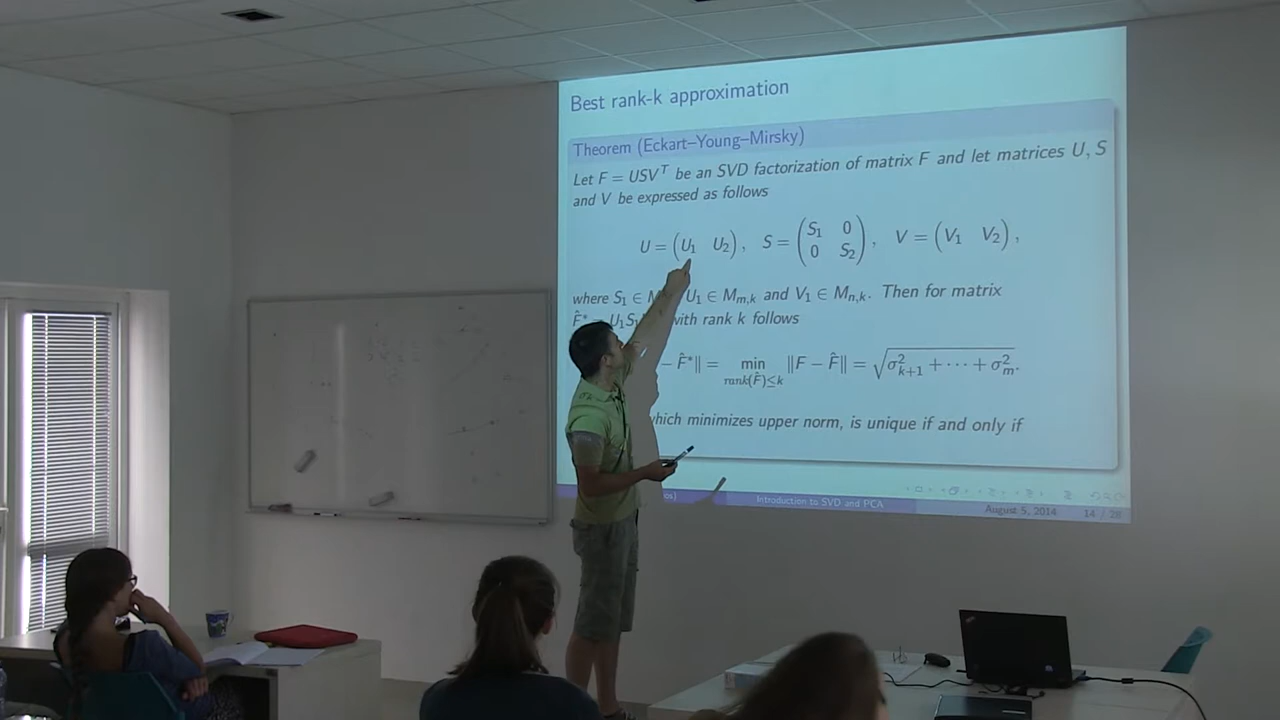 Best rank-k approximation
Theorem (Eckart–Young–Mirsky)
Let F = USVᵀ be an SVD factorization of matrix F and let matrices U, S
and V be expressed as follows
U = (U₁ U₂), S = (S₁ 0 0 S₂), V = (V₁ V₂),
where S₁ ∈ U₁ ∈ Mₘ,ₖ and V₁ ∈ Mₙ,ₖ. Then for matrix
with rank k follows
− F̂*‖ = min rank(F̂)≤k ‖F − F̂‖ = √(σ²ₖ₊₁ + ··· + σ²ₘ).
which minimizes upper norm, is unique if and only if
os) Introduction to SVD and PCA August 5, 2014 14 / 28